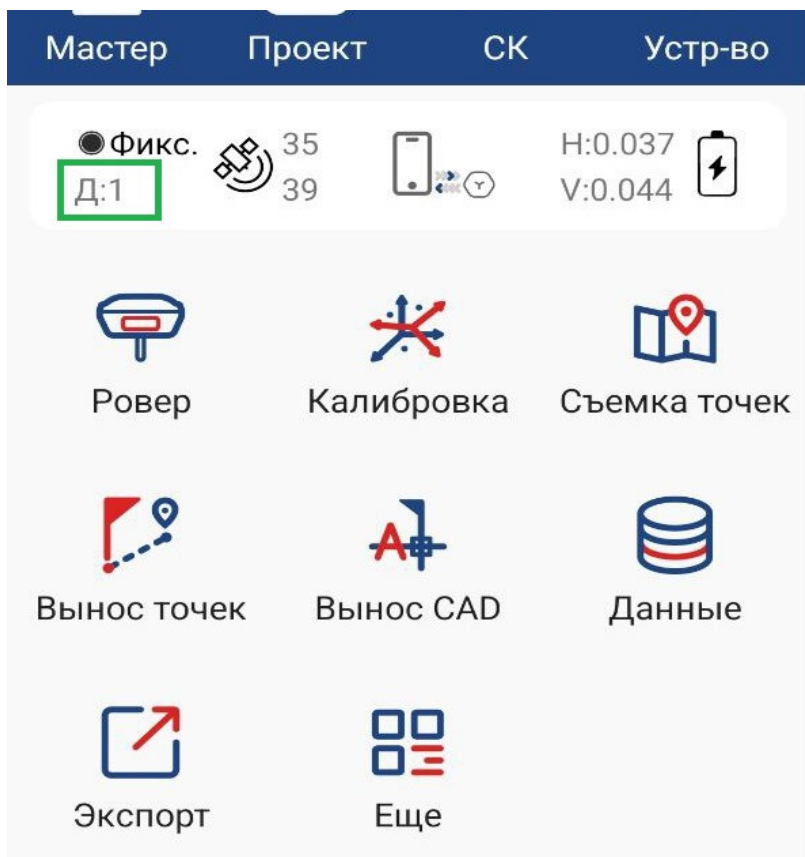 Мастер Проект СК Устр-во
Фикс. 35 H:0.037
Д:1 39 V:0.044
Ровер Калибровка Съемка точек
Вынос точек Вынос CAD Данные
Экспорт Еще